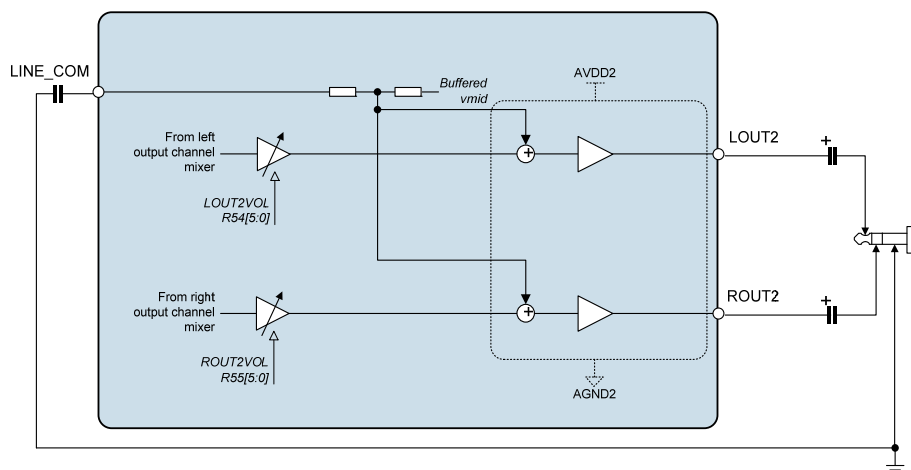 LINE_COM
Buffered
vmid
AVDD2
From left
output channel
mixer
+
LOUT2
+
LOUT2VOL
R54[5:0]
From right
output channel
mixer
+
ROUT2
+
ROUT2VOL
R55[5:0]
AGND2